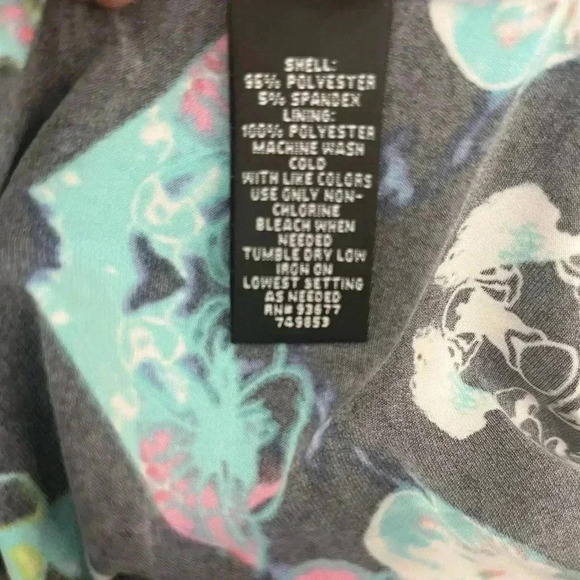 SHELL:
95% POLYESTER
5% SPANDEX
LINING:
100% POLYESTER
MACHINE WASH
COLD
WITH LIKE COLORS
USE ONLY NON-
CHLORINE
BLEACH WHEN
NEEDED
TUMBLE DRY LOW
IRON ON
LOWEST SETTING
AS NEEDED
RN# 93677
749853